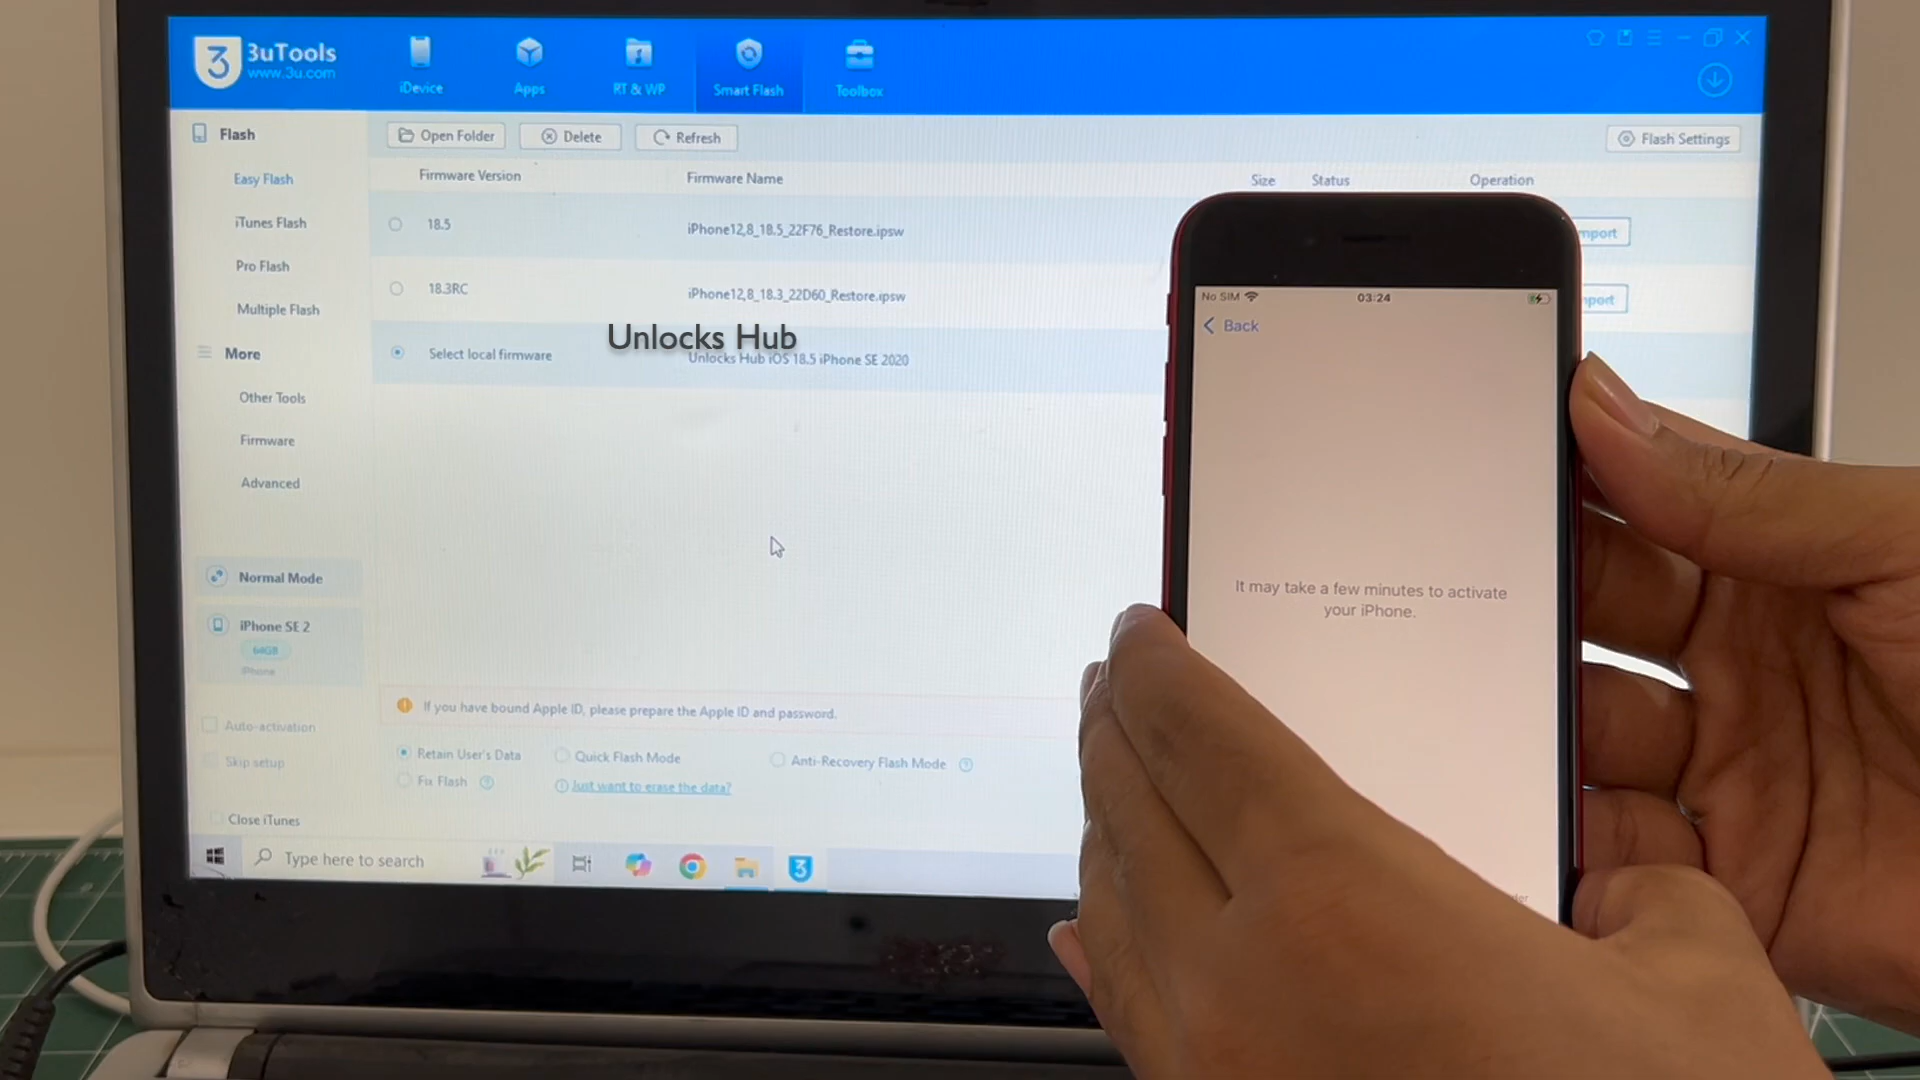 3uTools
www.3u.com
iDevice
Apps
RT & WP
Smart Flash
Toolbox
Flash
Easy Flash
iTunes Flash
Pro Flash
Multiple Flash
More
Other Tools
Firmware
Advanced
Normal Mode
iPhone SE 2
64GB
iPhone
Auto-activation
Skip setup
Close iTunes
Open Folder
Delete
Refresh
Flash Settings
Firmware Version
Firmware Name
Size
Status
Operation
18.5
iPhone12,8_18.5_22F76_Restore.ipsw
18.3RC
iPhone12,8_18.3_22D60_Restore.ipsw
Unlocks Hub
Select local firmware
Unlocks Hub iOS 18.5 iPhone SE 2020
If you have bound Apple ID, please prepare the Apple ID and password.
Retain User's Data
Quick Flash Mode
Anti-Recovery Flash Mode
Fix Flash
Just want to erase the data?
Type here to search
No SIM
03:24
Back
It may take a few minutes to activate
your iPhone.